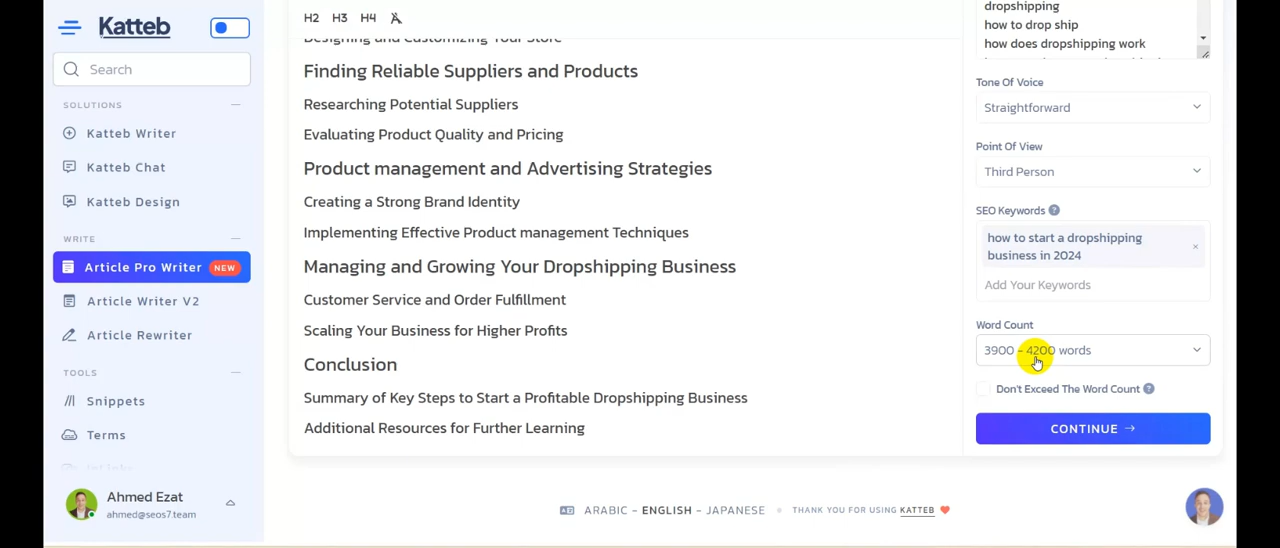 Katteb
Search
SOLUTIONS
Katteb Writer
Katteb Chat
Katteb Design
WRITE
Article Pro Writer NEW
Article Writer V2
Article Rewriter
TOOLS
Snippets
Terms
Ahmed Ezat
ahmed@seos7.team
H2 H3 H4 A
Designing and Customizing Your Store
Finding Reliable Suppliers and Products
Researching Potential Suppliers
Evaluating Product Quality and Pricing
Product management and Advertising Strategies
Creating a Strong Brand Identity
Implementing Effective Product management Techniques
Managing and Growing Your Dropshipping Business
Customer Service and Order Fulfillment
Scaling Your Business for Higher Profits
Conclusion
Summary of Key Steps to Start a Profitable Dropshipping Business
Additional Resources for Further Learning
dropshipping
how to drop ship
how does dropshipping work
Tone Of Voice
Straightforward
Point Of View
Third Person
SEO Keywords ?
how to start a dropshipping
business in 2024 ×
Add Your Keywords
Word Count
3900 - 4200 words
Don't Exceed The Word Count ?
CONTINUE →
ARABIC - ENGLISH - JAPANESE • THANK YOU FOR USING KATTEB